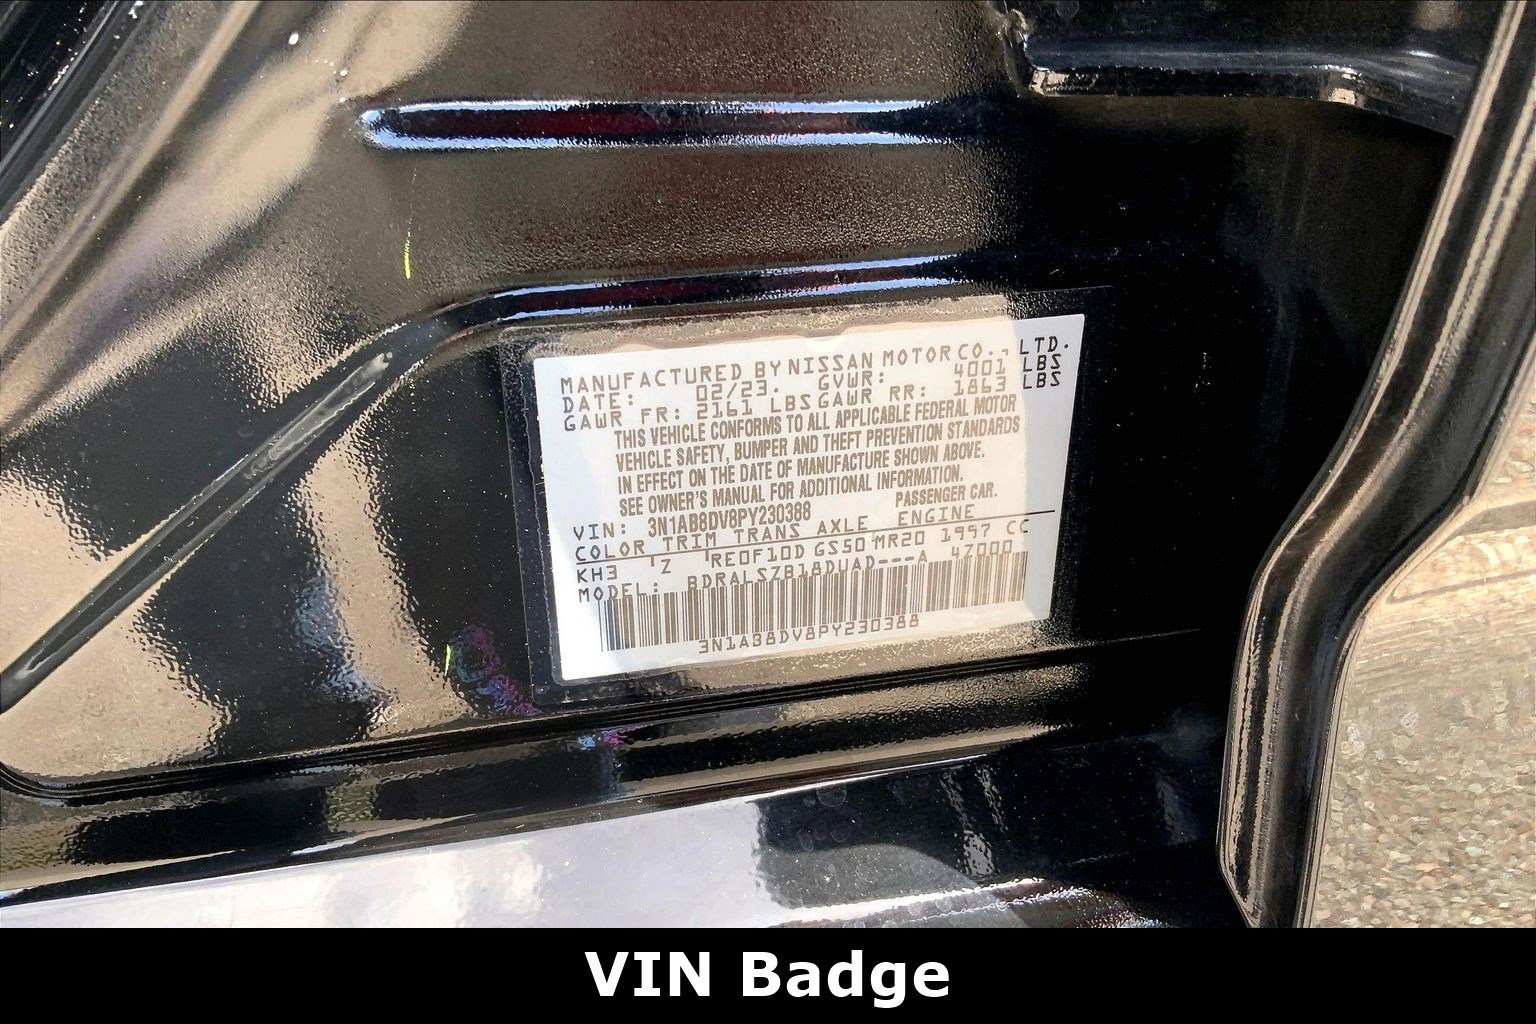 MANUFACTURED BY NISSAN MOTOR CO., LTD.
DATE: 02/23. GVWR: 4001 LBS
GAWR FR: 2161 LBS GAWR RR: 1863 LBS
THIS VEHICLE CONFORMS TO ALL APPLICABLE FEDERAL MOTOR
VEHICLE SAFETY, BUMPER AND THEFT PREVENTION STANDARDS
IN EFFECT ON THE DATE OF MANUFACTURE SHOWN ABOVE.
SEE OWNER'S MANUAL FOR ADDITIONAL INFORMATION.
VIN: 3N1AB8DV8PY230388 PASSENGER CAR.
COLOR TRIM TRANS AXLE ENGINE
KH3 Z RE0F10D GS50 MR20 1997 CC
MODEL: BDRALSZB18DUAD---A 4Z000
3N1AB8DV8PY230388
VIN Badge